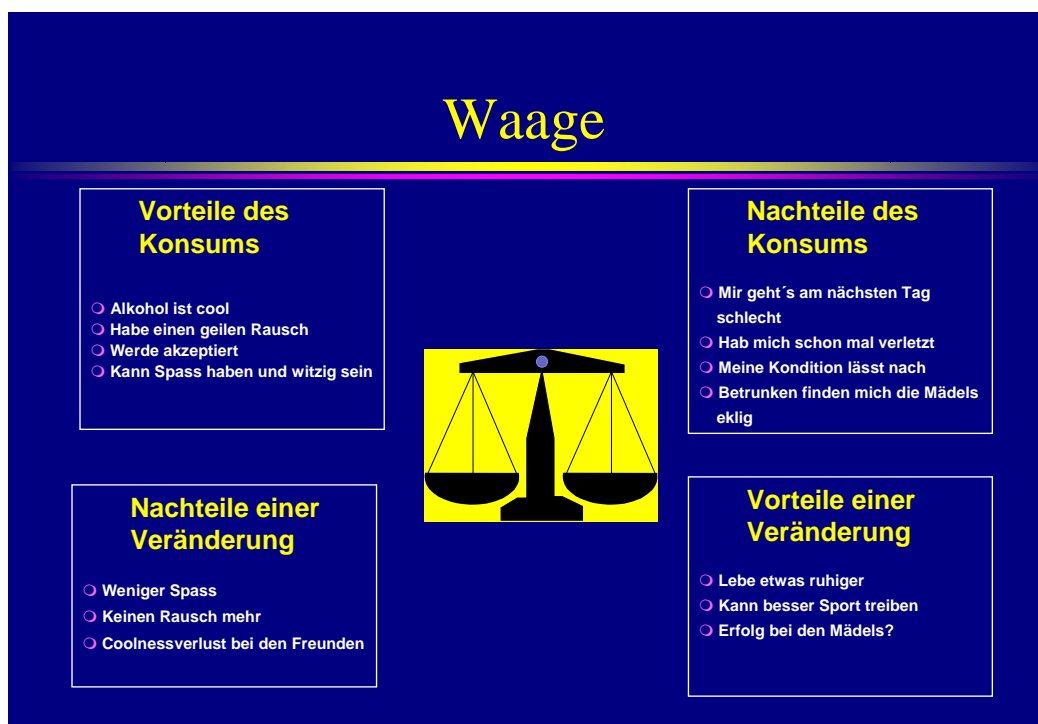 Waage
Vorteile des
Konsums
❍ Alkohol ist cool
❍ Habe einen geilen Rausch
❍ Werde akzeptiert
❍ Kann Spass haben und witzig sein
Nachteile des
Konsums
❍ Mir geht´s am nächsten Tag
schlecht
❍ Hab mich schon mal verletzt
❍ Meine Kondition lässt nach
❍ Betrunken finden mich die Mädels
eklig
Nachteile einer
Veränderung
❍ Weniger Spass
❍ Keinen Rausch mehr
❍ Coolnessverlust bei den Freunden
Vorteile einer
Veränderung
❍ Lebe etwas ruhiger
❍ Kann besser Sport treiben
❍ Erfolg bei den Mädels?